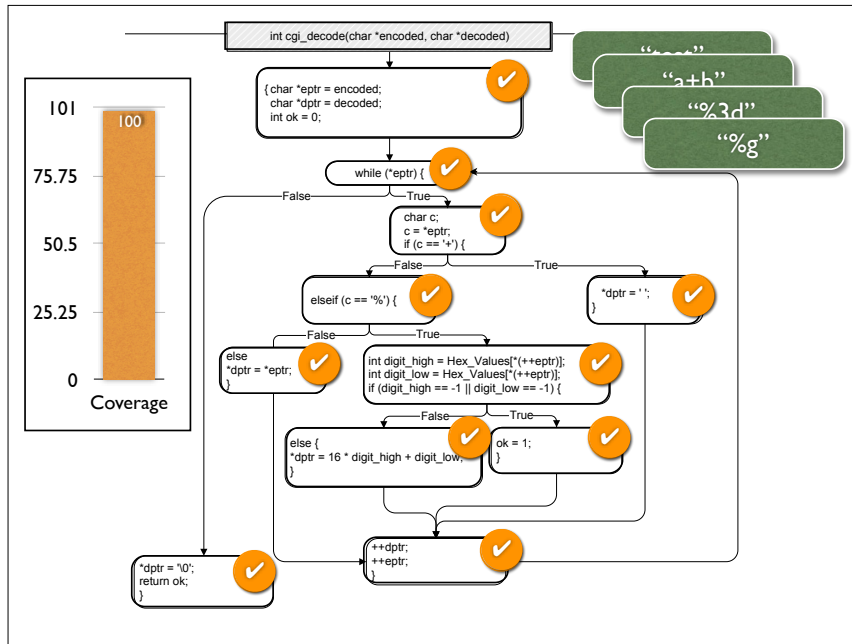 int cgi_decode(char *encoded, char *decoded)
{ char *eptr = encoded;
char *dptr = decoded;
int ok = 0;
"test"
"a+b"
"%3d"
"%g"
101
100
75.75
50.5
25.25
0
Coverage
while (*eptr) {
False
True
char c;
c = *eptr;
if (c == '+') {
False
True
elseif (c == '%') {
*dptr = ' ';
}
False
True
else
*dptr = *eptr;
}
int digit_high = Hex_Values[*(++eptr)];
int digit_low = Hex_Values[*(++eptr)];
if (digit_high == -1 || digit_low == -1) {
False
True
else {
*dptr = 16 * digit_high + digit_low;
}
ok = 1;
}
++dptr;
++eptr;
}
*dptr = '\0';
return ok;
}